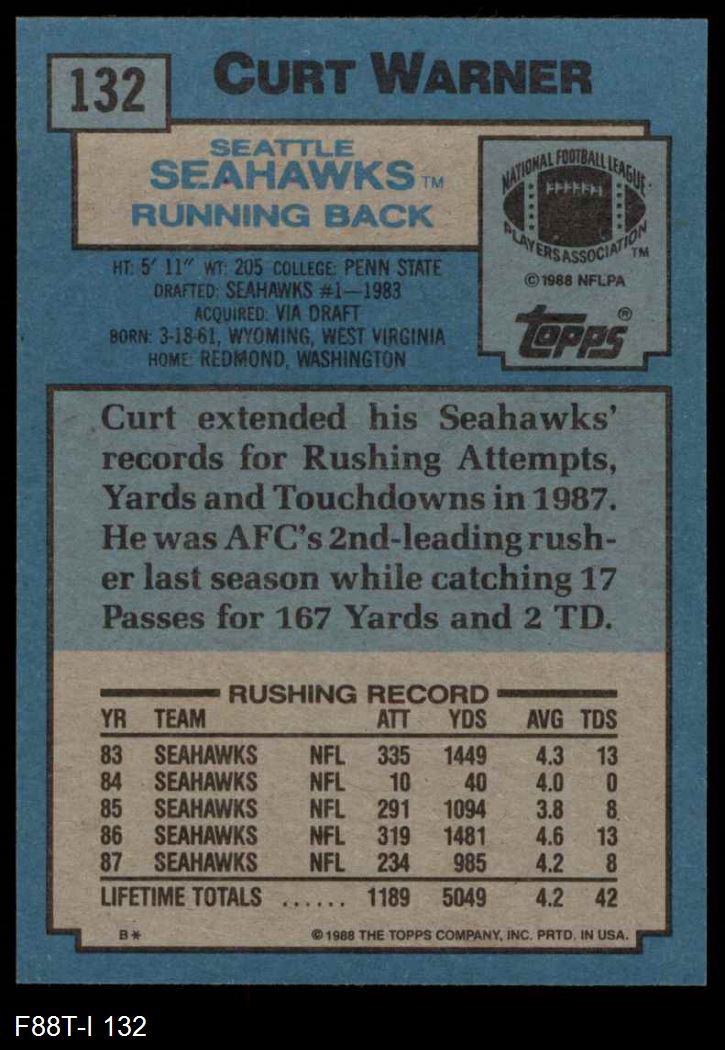 132
CURT WARNER
SEATTLE
SEAHAWKS™
RUNNING BACK
NATIONAL FOOTBALL LEAGUE
PLAYERS ASSOCIATION™
©1988 NFLPA
topps®
HT: 5' 11" WT: 205 COLLEGE: PENN STATE
DRAFTED: SEAHAWKS #1—1983
ACQUIRED: VIA DRAFT
BORN: 3-18-61, WYOMING, WEST VIRGINIA
HOME: REDMOND, WASHINGTON
Curt extended his Seahawks'
records for Rushing Attempts,
Yards and Touchdowns in 1987.
He was AFC's 2nd-leading rush-
er last season while catching 17
Passes for 167 Yards and 2 TD.
RUSHING RECORD
YR TEAM ATT YDS AVG TDS
83 SEAHAWKS NFL 335 1449 4.3 13
84 SEAHAWKS NFL 10 40 4.0 0
85 SEAHAWKS NFL 291 1094 3.8 8
86 SEAHAWKS NFL 319 1481 4.6 13
87 SEAHAWKS NFL 234 985 4.2 8
LIFETIME TOTALS ...... 1189 5049 4.2 42
B* ©1988 THE TOPPS COMPANY, INC. PRTD. IN USA.
F88T-I 132